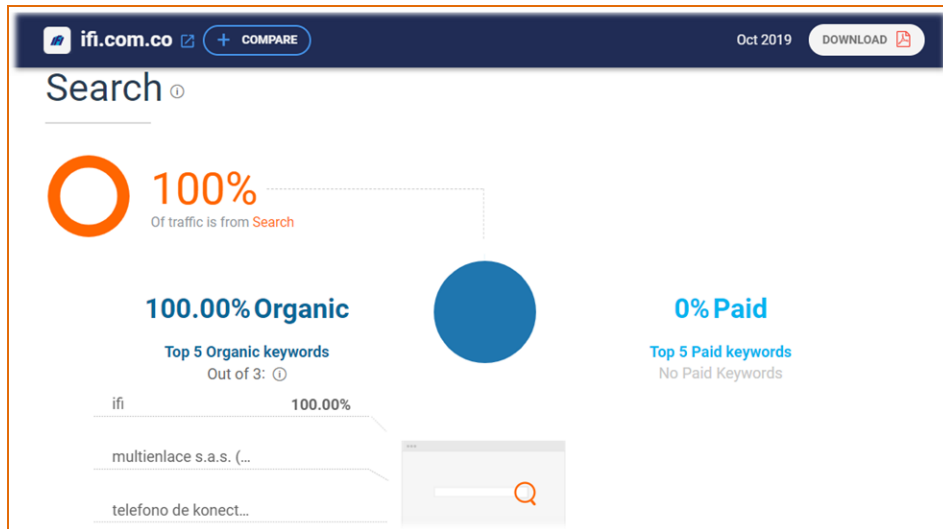 ifi ifi.com.co + COMPARE Oct 2019 DOWNLOAD
Search
100%
Of traffic is from Search
100.00% Organic 0% Paid
Top 5 Organic keywords Top 5 Paid keywords
Out of 3: No Paid Keywords
ifi 100.00%
multienlace s.a.s. (...
telefono de konect...